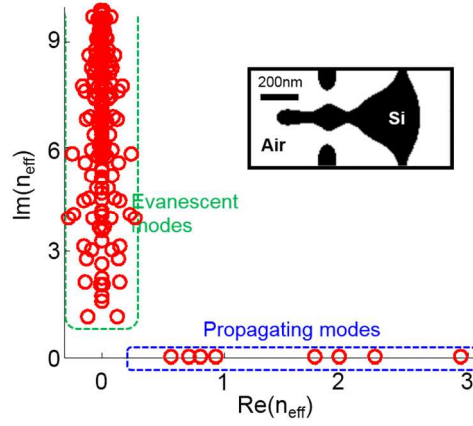 9
6
3
0
Im(n_eff)
200nm
Si
Air
Evanescent
modes
Propagating modes
0
1
2
3
Re(n_eff)